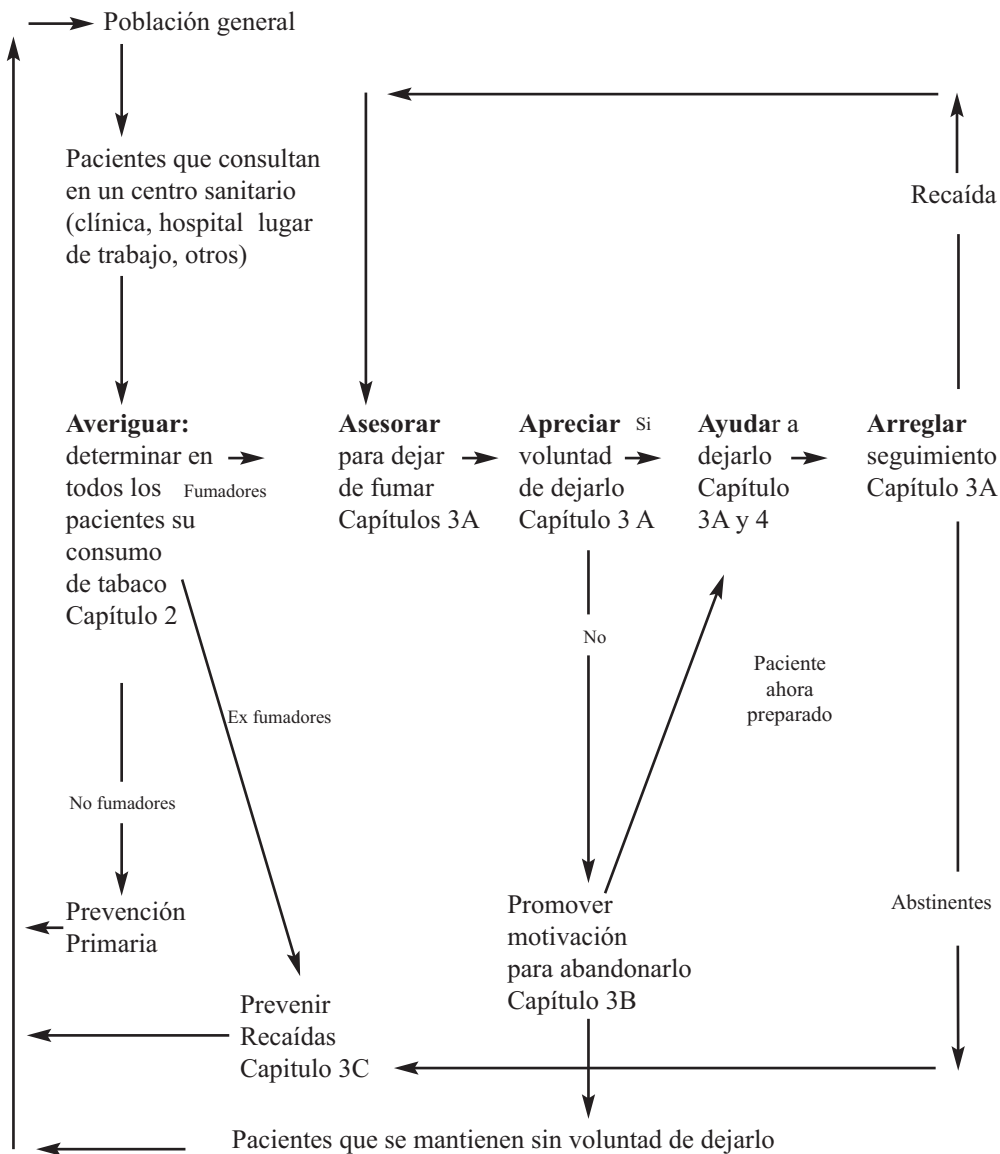 Población general
Pacientes que consultan
en un centro sanitario
(clínica, hospital lugar
de trabajo, otros)
Recaída
Averiguar:
determinar en
todos los
pacientes su
consumo
de tabaco
Capítulo 2
Fumadores
Asesorar
para dejar
de fumar
Capítulos 3A
Apreciar
voluntad
de dejarlo
Capítulo 3 A
Si
Ayudar a
dejarlo
Capítulo
3A y 4
Arreglar
seguimiento
Capítulo 3A
No
Paciente
ahora
preparado
Ex fumadores
No fumadores
Prevención
Primaria
Promover
motivación
para abandonarlo
Capítulo 3B
Abstinentes
Prevenir
Recaídas
Capitulo 3C
Pacientes que se mantienen sin voluntad de dejarlo